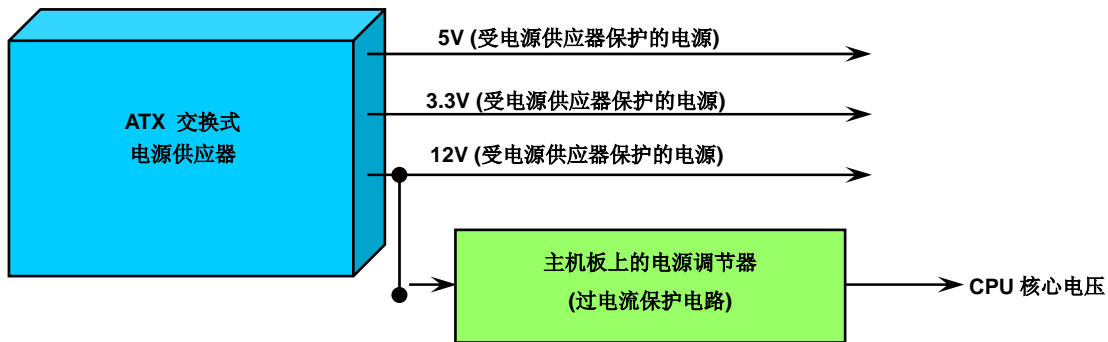 5V (受电源供应器保护的电源)
3.3V (受电源供应器保护的电源)
ATX 交换式
电源供应器
12V (受电源供应器保护的电源)
主机板上的电源调节器
(过电流保护电路)
CPU 核心电压